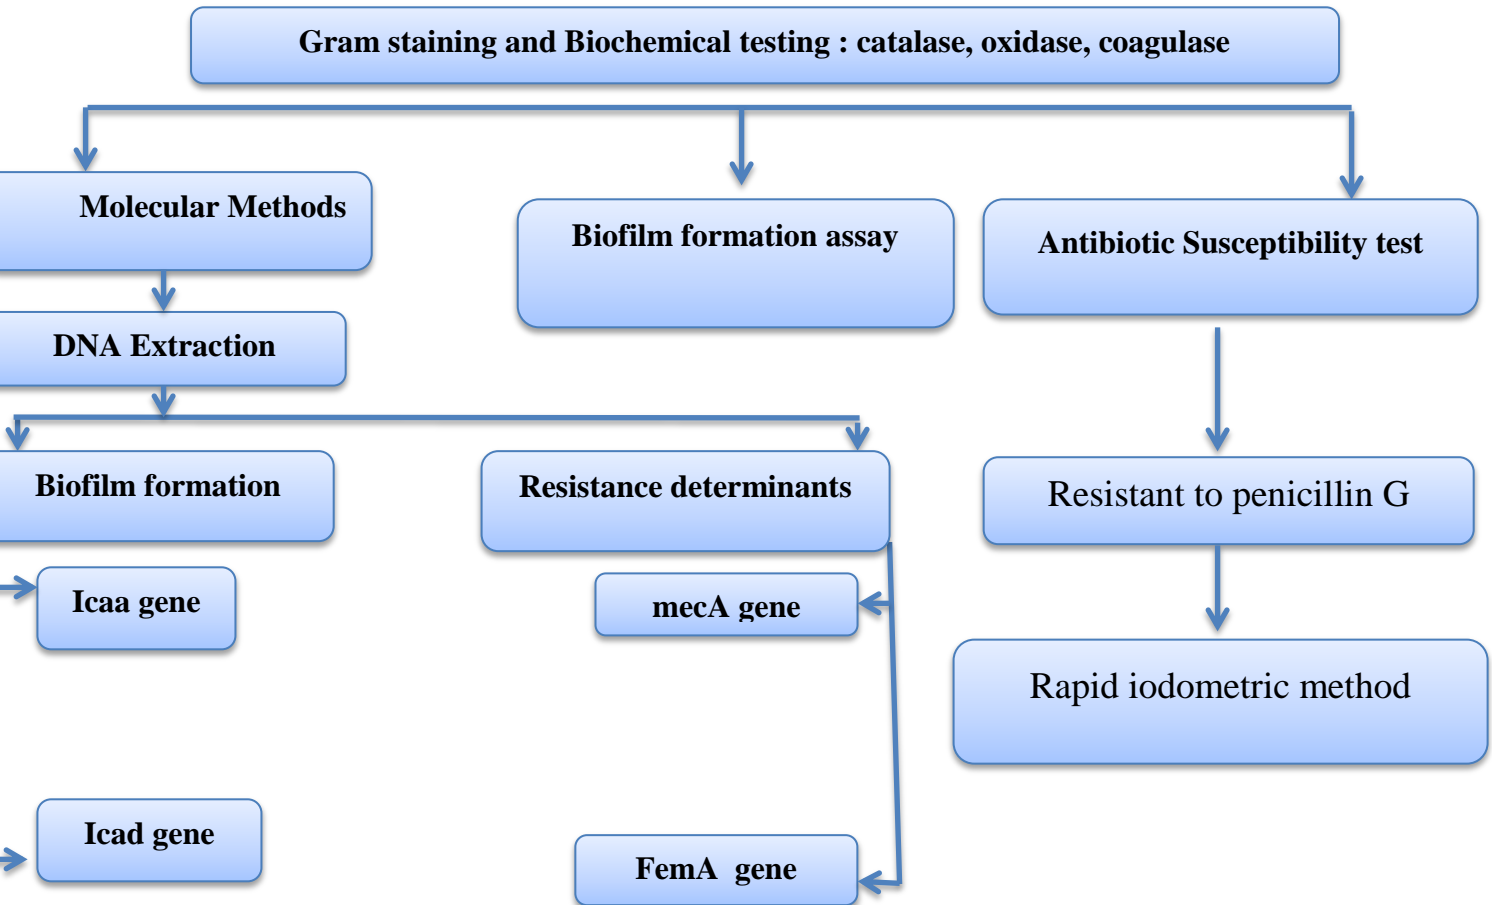 Gram staining and Biochemical testing : catalase, oxidase, coagulase
Molecular Methods
Biofilm formation assay
Antibiotic Susceptibility test
DNA Extraction
Biofilm formation
Resistance determinants
Resistant to penicillin G
Icaa gene
mecA gene
Rapid iodometric method
Icad gene
FemA gene